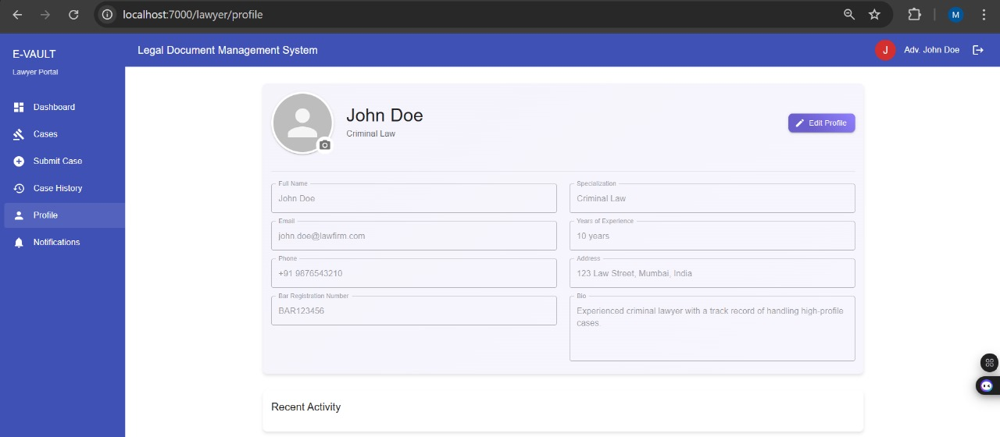 localhost:7000/lawyer/profile
M
E-VAULT
Lawyer Portal
Legal Document Management System
J
Adv. John Doe
Dashboard
Cases
Submit Case
Case History
Profile
Notifications
John Doe
Criminal Law
Edit Profile
Full Name
John Doe
Specialization
Criminal Law
Email
john.doe@lawfirm.com
Years of Experience
10 years
Phone
+91 9876543210
Address
123 Law Street, Mumbai, India
Bar Registration Number
BAR123456
Bio
Experienced criminal lawyer with a track record of handling high-profile
cases
Recent Activity